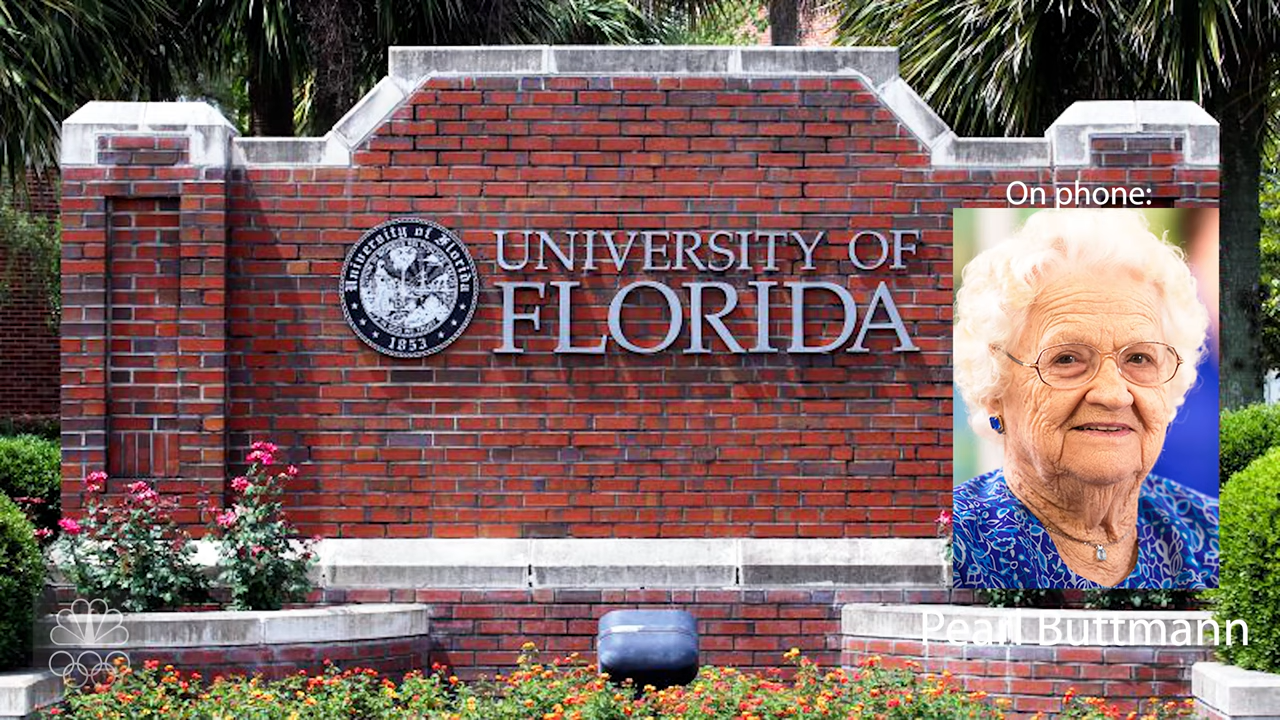 University of Florida
1853
UNIVERSITY OF
FLORIDA
On phone:
Pearl Buttmann